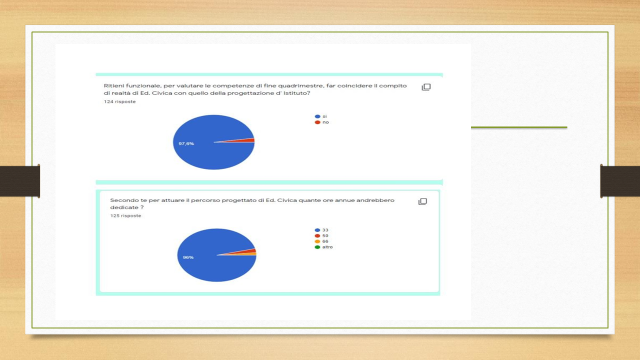 Ritieni funzionale, per valutare le competenze di fine quadrimestre, far coincidere il compito
di realtà di Ed. Civica con quello della progettazione d' Istituto?
124 risposte
si
no
97,6%
Secondo te per attuare il percorso progettato di Ed. Civica quante ore annue andrebbero
dedicate ?
125 risposte
33
50
66
altro
96%